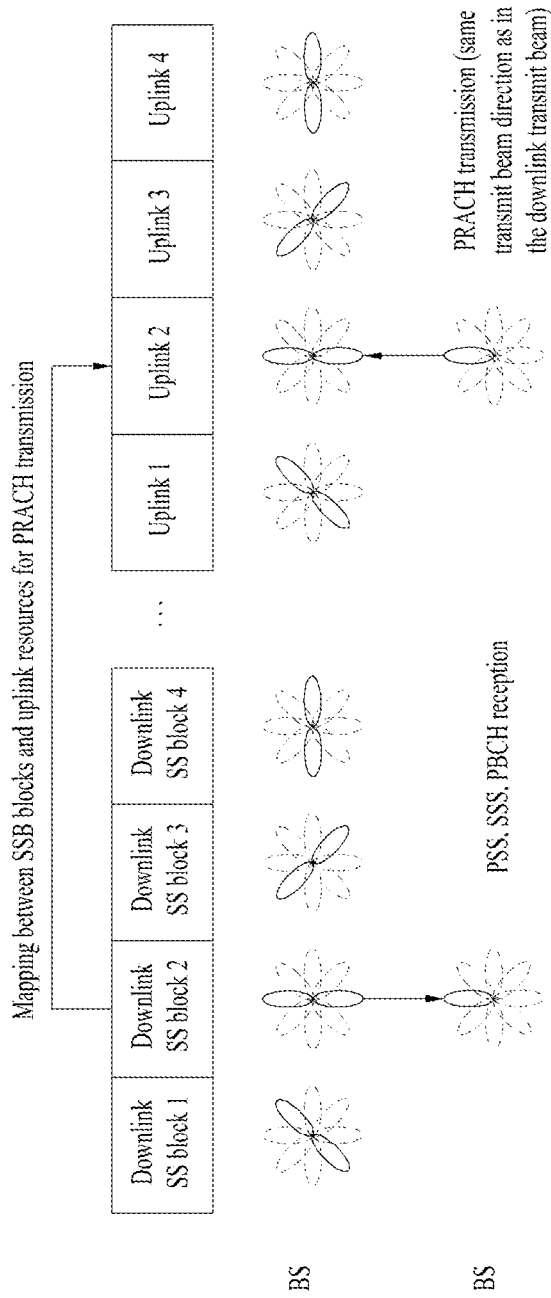 Mapping between SSB blocks and uplink resources for PRACH transmission
Downlink
SS block 1
Downlink
SS block 2
Downlink
SS block 3
Downlink
SS block 4
...
Uplink 1
Uplink 2
Uplink 3
Uplink 4
BS
BS
PSS, SSS, PBCH reception
PRACH transmission (same
transmit beam direction as in
the downlink transmit beam)